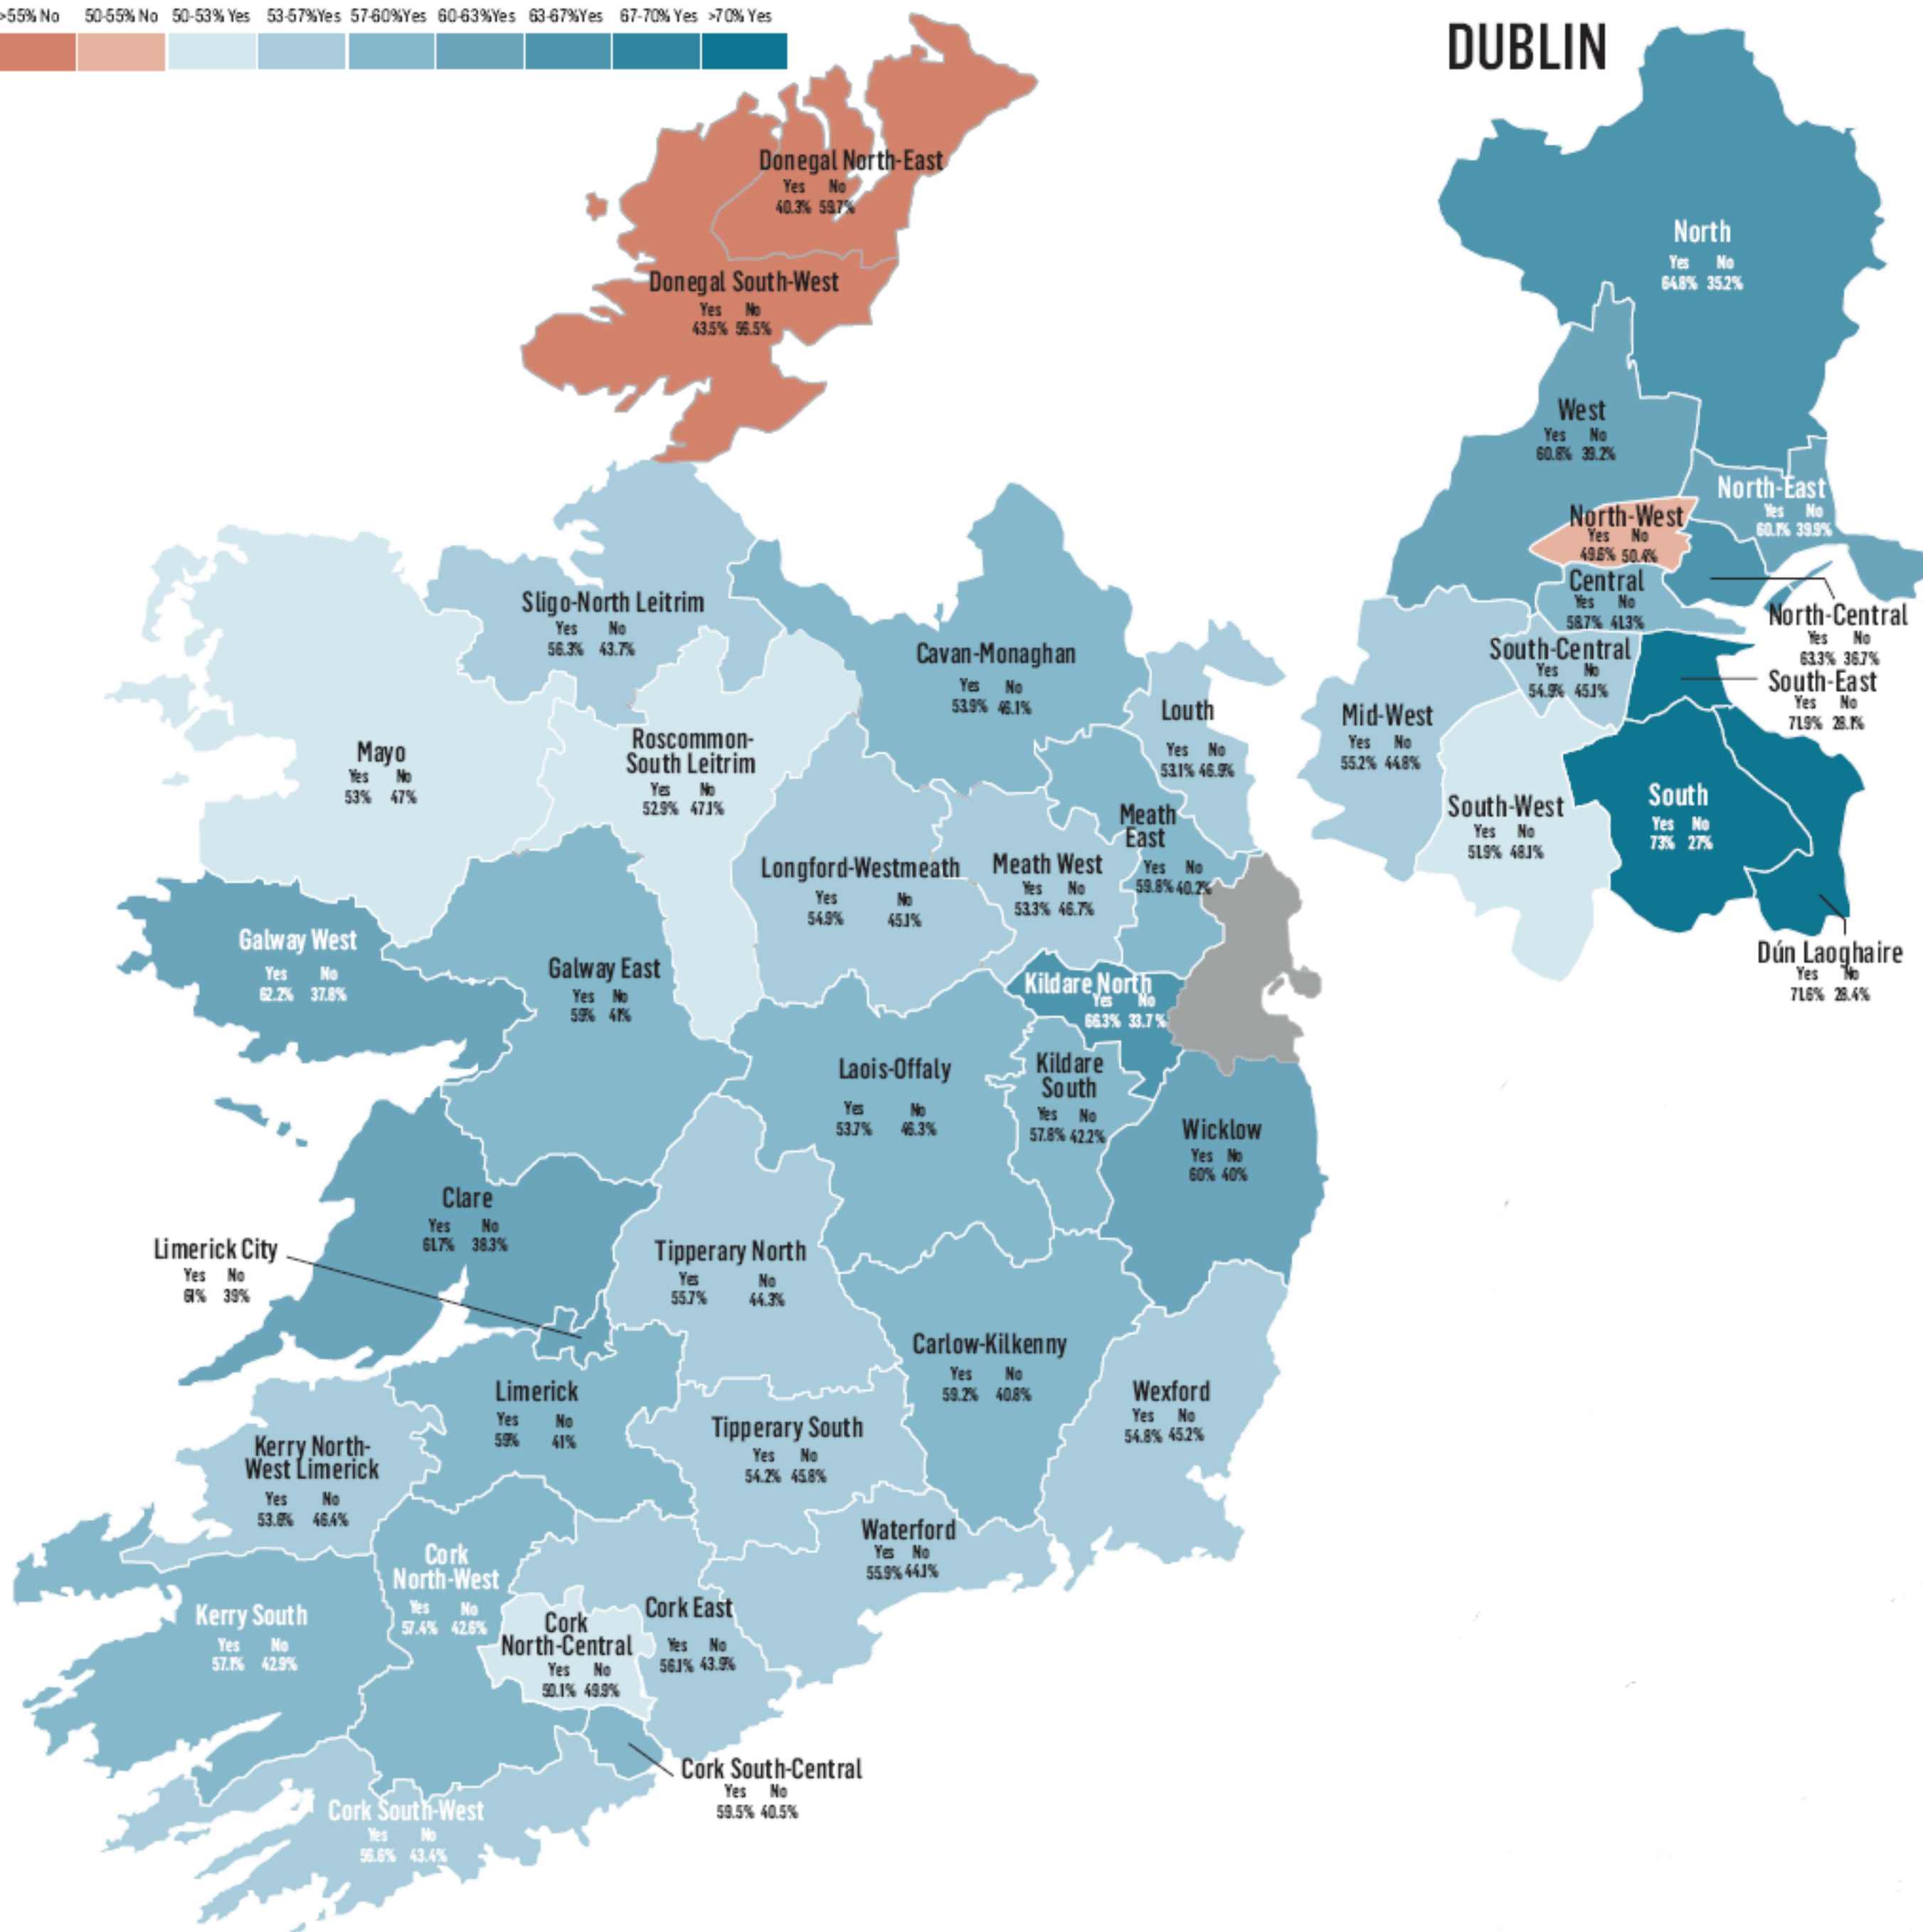 >55% No 50-55% No 50-53% Yes 53-57%Yes 57-60%Yes 60-63%Yes 63-67%Yes 67-70% Yes >70% Yes
DUBLIN
Donegal North-East
Yes No
40.3% 59.7%
Donegal South-West
Yes No
43.5% 56.5%
Sligo-North Leitrim
Yes No
56.3% 43.7%
Cavan-Monaghan
Yes No
53.9% 46.1%
Louth
Yes No
53.1% 46.9%
Mayo
Yes No
53% 47%
Roscommon-
South Leitrim
Yes No
52.9% 47.1%
Meath
East
Yes No
59.8% 40.2%
Longford-Westmeath
Yes No
54.9% 45.1%
Meath West
Yes No
53.3% 46.7%
Galway West
Yes No
62.2% 37.8%
Galway East
Yes No
59% 41%
Kildare North
Yes No
66.3% 33.7%
Laois-Offaly
Yes No
53.7% 46.3%
Kildare
South
Yes No
57.8% 42.2%
Wicklow
Yes No
60% 40%
Clare
Yes No
61.7% 38.3%
Limerick City
Yes No
61% 39%
Tipperary North
Yes No
55.7% 44.3%
Carlow-Kilkenny
Yes No
59.2% 40.8%
Limerick
Yes No
59% 41%
Wexford
Yes No
54.8% 45.2%
Tipperary South
Yes No
54.2% 45.8%
Kerry North-
West Limerick
Yes No
53.6% 46.4%
Waterford
Yes No
55.9% 44.1%
Cork
North-West
Yes No
57.4% 42.6%
Kerry South
Yes No
57.1% 42.9%
Cork
North-Central
Yes No
50.1% 49.9%
Cork East
Yes No
56.1% 43.9%
Cork South-Central
Yes No
59.5% 40.5%
Cork South-West
Yes No
56.6% 43.4%
North
Yes No
64.8% 35.2%
West
Yes No
60.8% 39.2%
North-East
Yes No
60.1% 39.9%
North-West
Yes No
49.6% 50.4%
Central
Yes No
58.7% 41.3%
North-Central
Yes No
63.3% 36.7%
South-Central
Yes No
54.9% 45.1%
South-East
Yes No
71.9% 28.1%
Mid-West
Yes No
55.2% 44.8%
South-West
Yes No
51.9% 48.1%
South
Yes No
73% 27%
Dún Laoghaire
Yes No
71.6% 28.4%